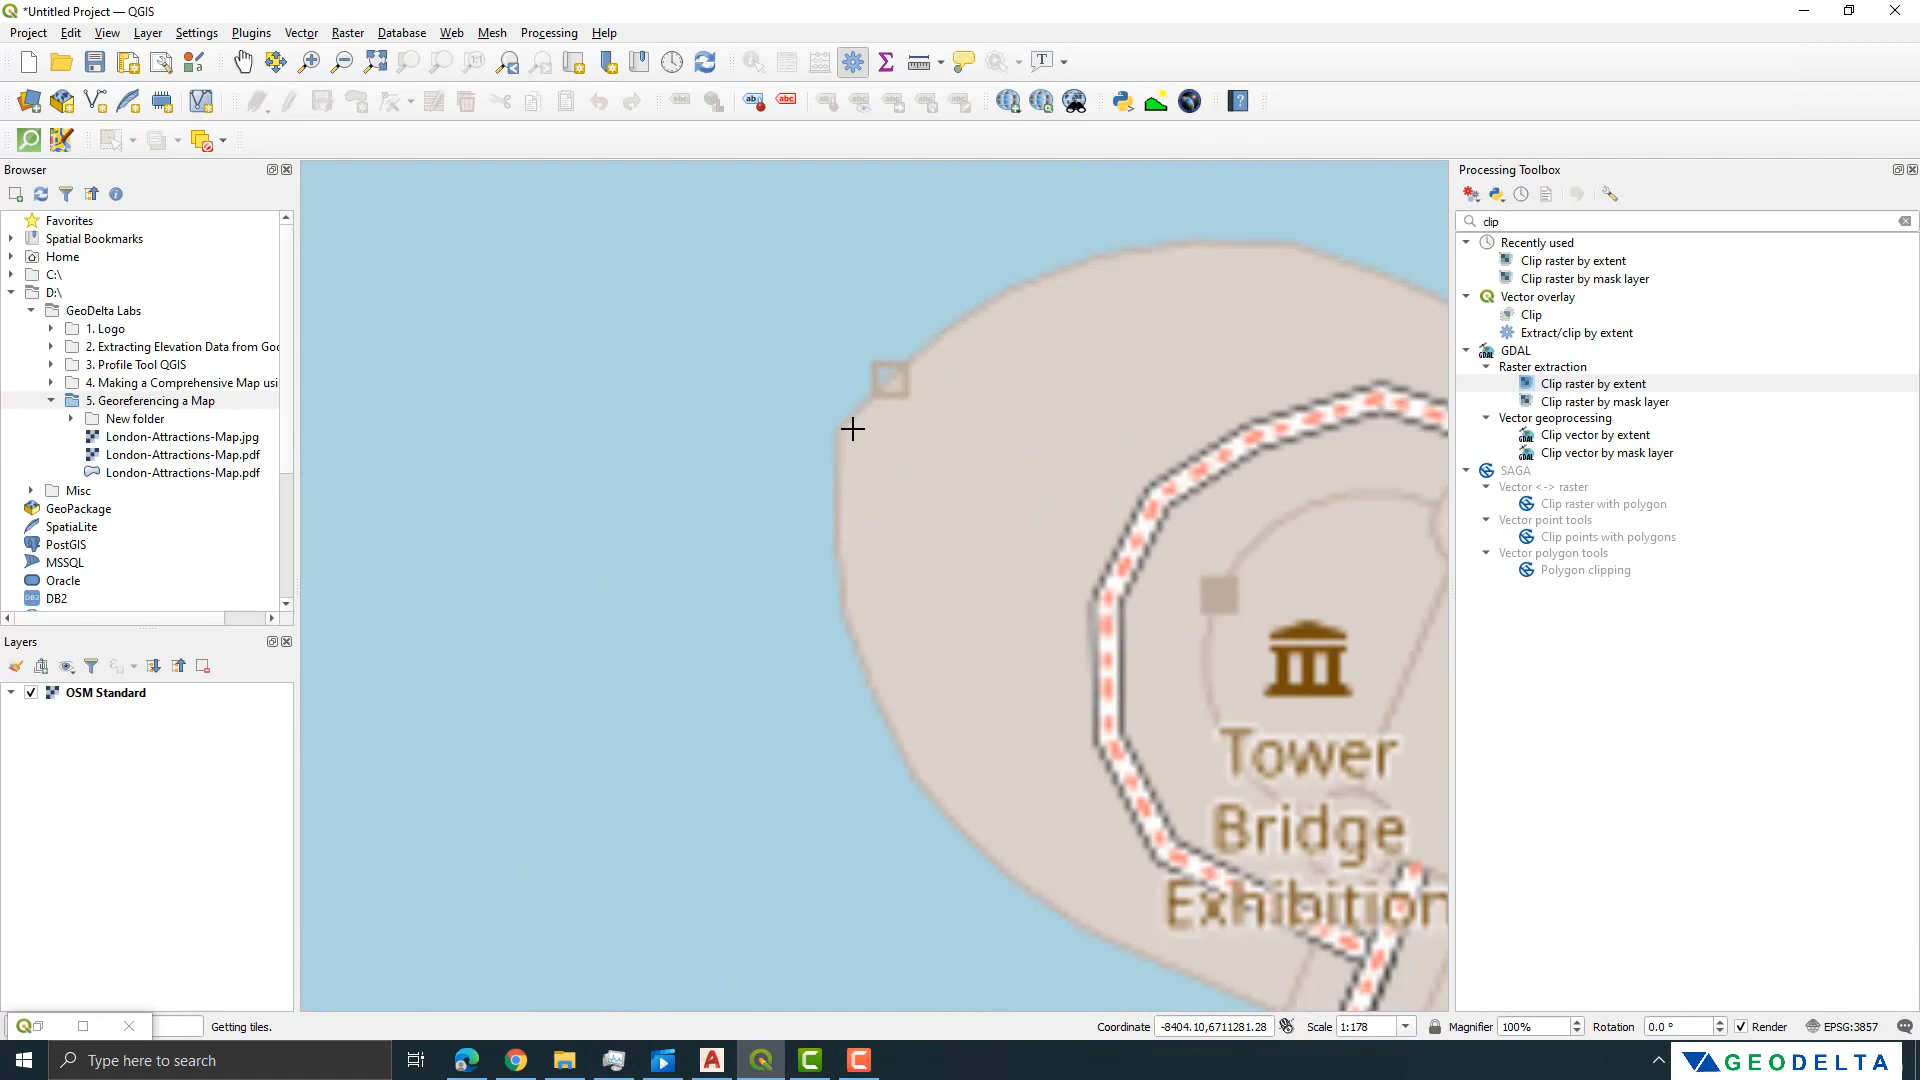 *Untitled Project — QGIS
Project Edit View Layer Settings Plugins Vector Raster Database Web Mesh Processing Help
Browser
Favorites
Spatial Bookmarks
Home
C:\
D:\
GeoDelta Labs
1. Logo
2. Extracting Elevation Data from Goo
3. Profile Tool QGIS
4. Making a Comprehensive Map usi
5. Georeferencing a Map
New folder
London-Attractions-Map.jpg
London-Attractions-Map.pdf
London-Attractions-Map.pdf
Misc
GeoPackage
SpatiaLite
PostGIS
MSSQL
Oracle
DB2
Layers
OSM Standard
Tower
Bridge
Exhibition
Processing Toolbox
clip
Recently used
Clip raster by extent
Clip raster by mask layer
Vector overlay
Clip
Extract/clip by extent
GDAL
Raster extraction
Clip raster by extent
Clip raster by mask layer
Vector geoprocessing
Clip vector by extent
Clip vector by mask layer
SAGA
Vector <-> raster
Clip raster with polygon
Vector point tools
Clip points with polygons
Vector polygon tools
Polygon clipping
Getting tiles.
Coordinate -8404.10,6711281.28 Scale 1:178 Magnifier 100% Rotation 0.0 ° Render EPSG:3857
Type here to search
GEODELTA